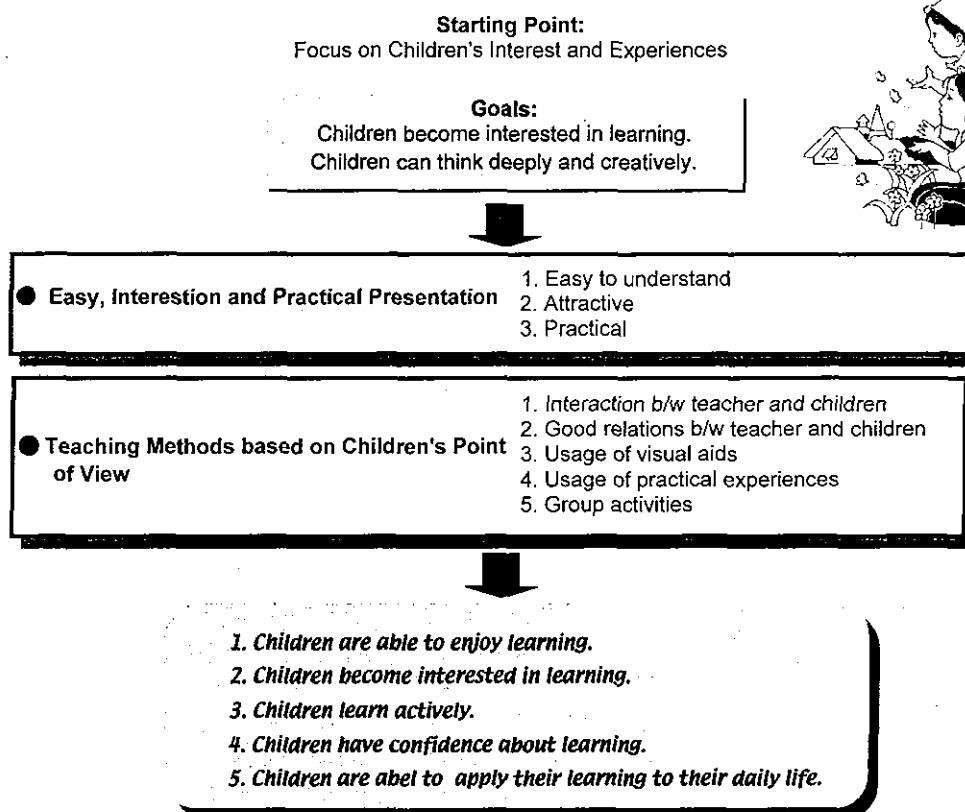 Starting Point:
Focus on Children's Interest and Experiences
Goals:
Children become interested in learning.
Children can think deeply and creatively.
● Easy, Interestion and Practical Presentation
1. Easy to understand
2. Attractive
3. Practical
● Teaching Methods based on Children's Point
of View
1. Interaction b/w teacher and children
2. Good relations b/w teacher and children
3. Usage of visual aids
4. Usage of practical experiences
5. Group activities
1. Children are able to enjoy learning.
2. Children become interested in learning.
3. Children learn actively.
4. Children have confidence about learning.
5. Children are abel to apply their learning to their daily life.